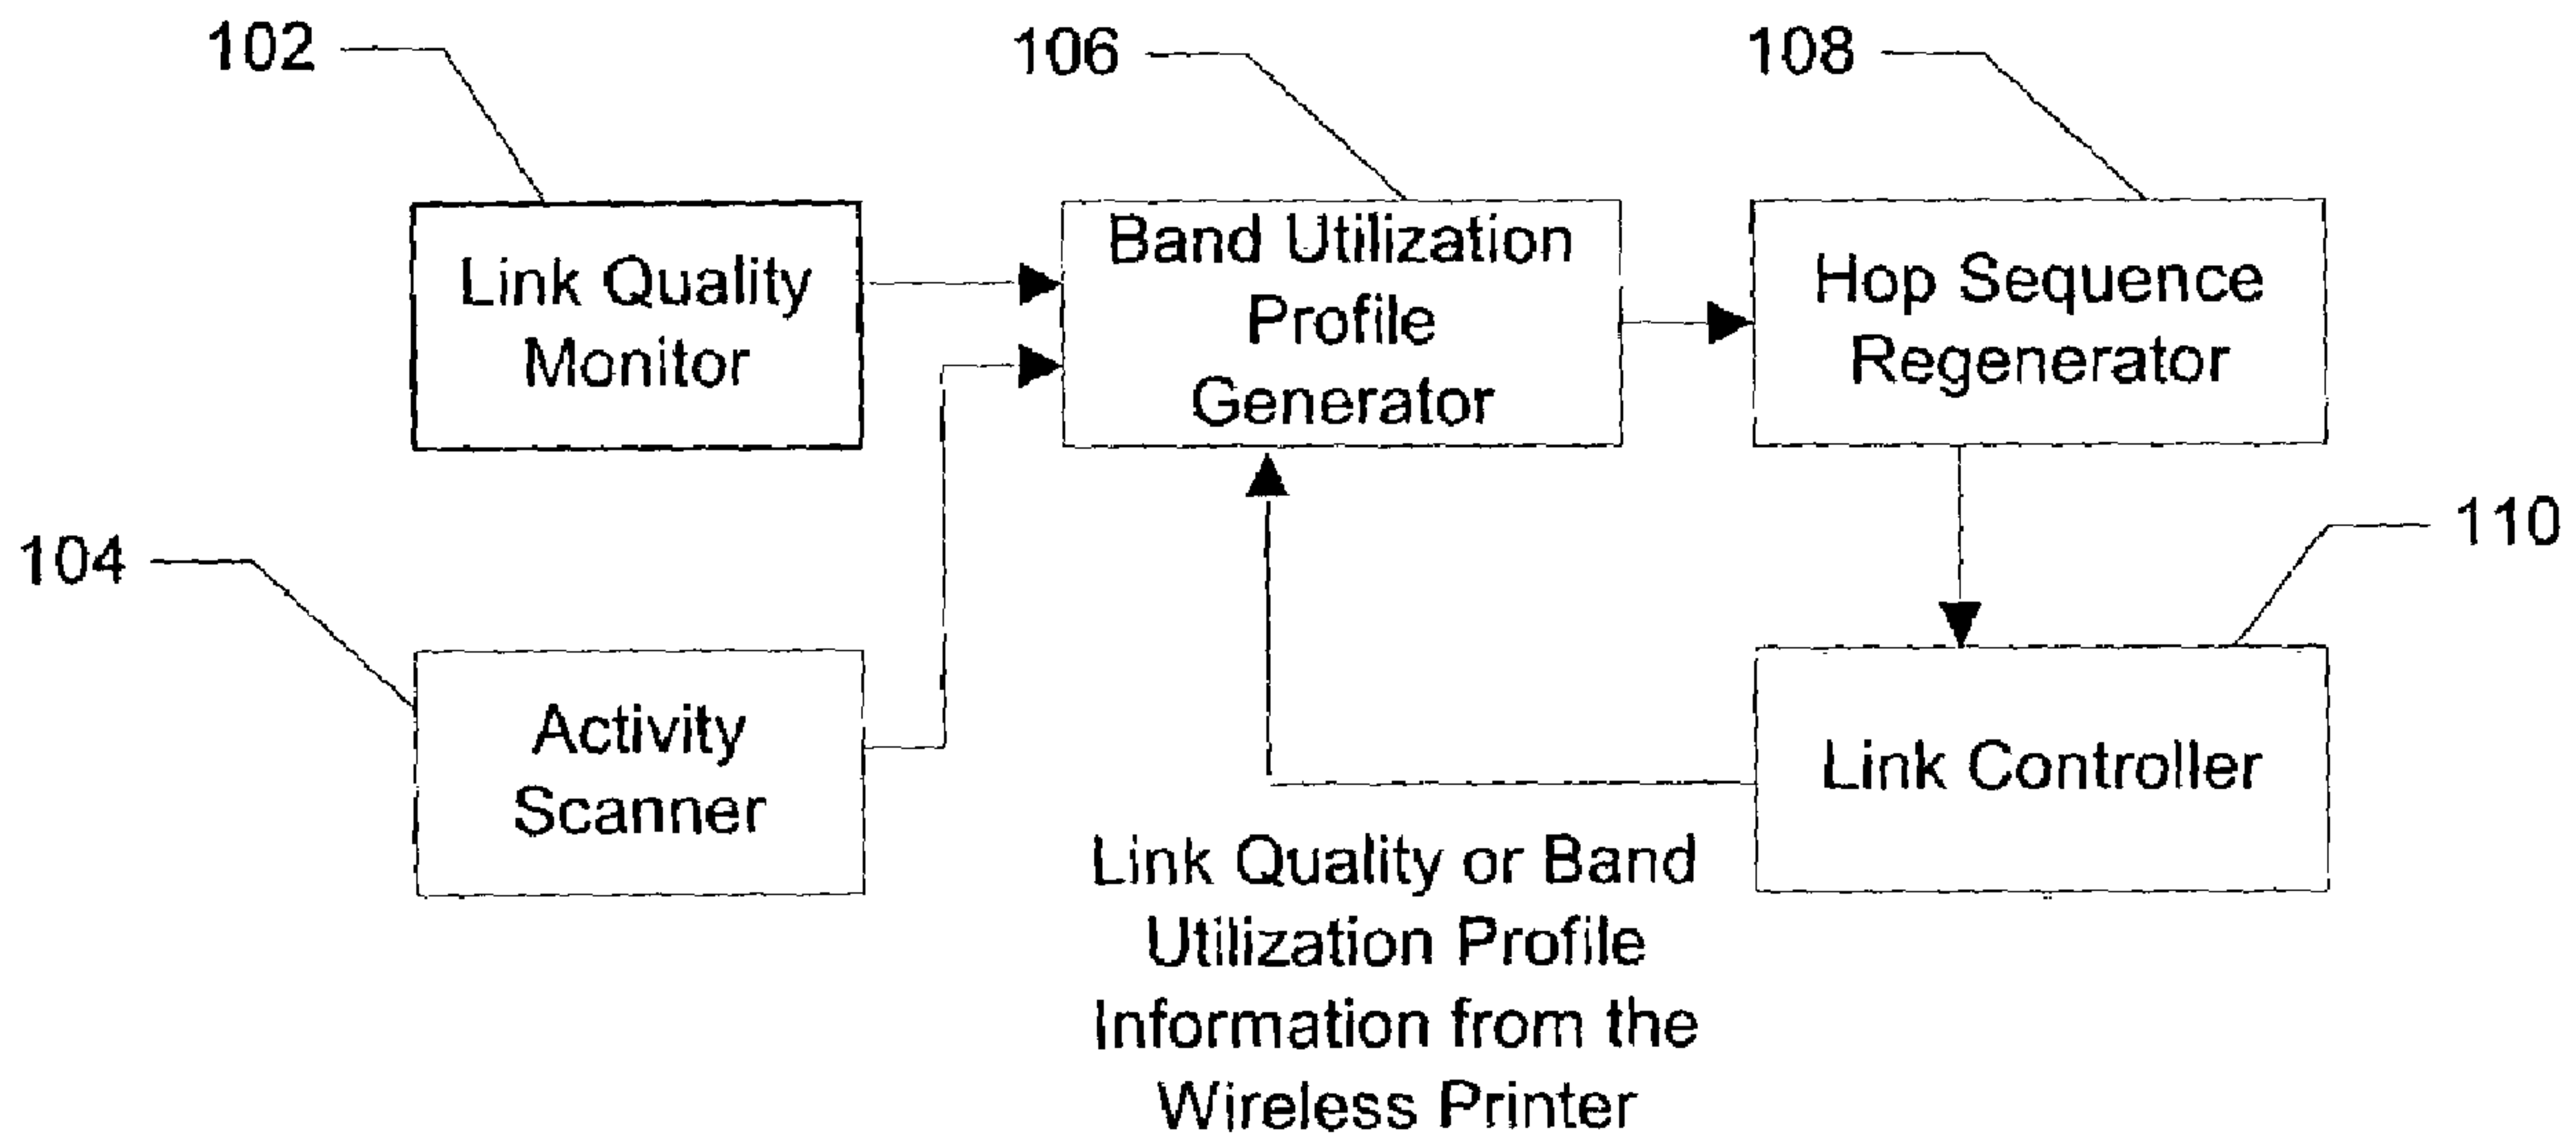 102
106
108
Link Quality
Monitor
Band Utilization
Profile
Generator
Hop Sequence
Regenerator
104
110
Activity
Scanner
Link Controller
Link Quality or Band
Utilization Profile
Information from the
Wireless Printer